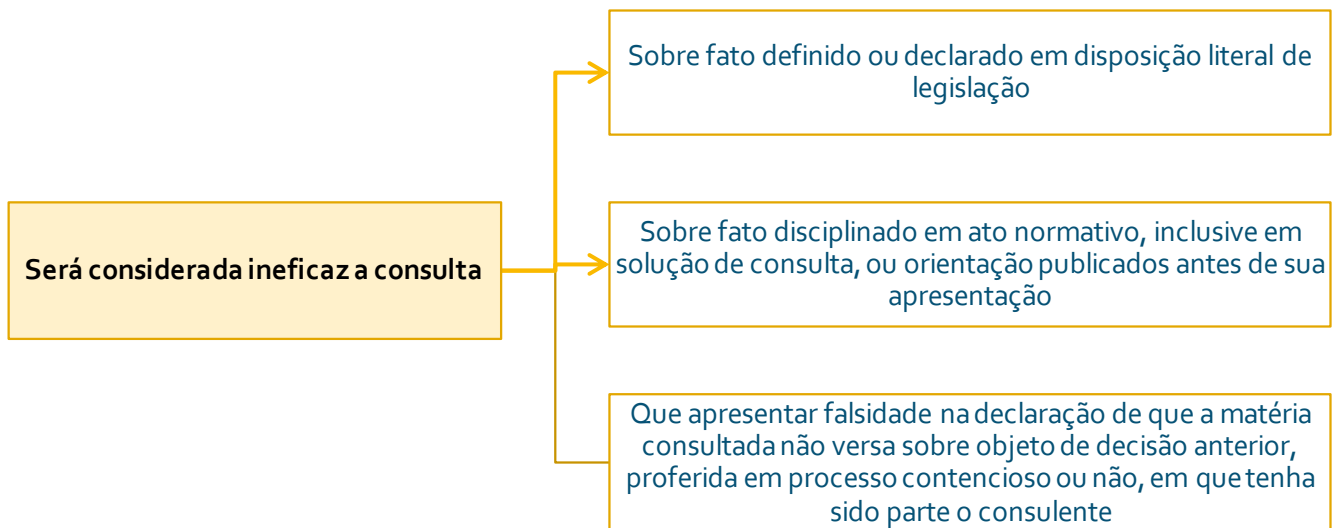 Será considerada ineficaz a consulta
Sobre fato definido ou declarado em disposição literal de
legislação
Sobre fato disciplinado em ato normativo, inclusive em
solução de consulta, ou orientação publicados antes de sua
apresentação
Que apresentar falsidade na declaração de que a matéria
consultada não versa sobre objeto de decisão anterior,
proferida em processo contencioso ou não, em que tenha
sido parte o consulente